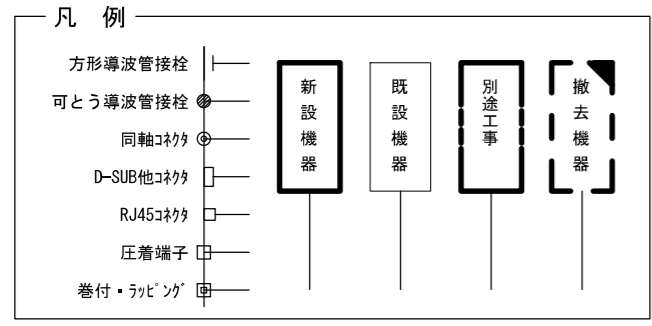 凡 例
方形導波管接栓
可とう導波管接栓
同軸ｺﾈｸﾀ
D-SUB他ｺﾈｸﾀ
RJ45ｺﾈｸﾀ
圧着端子
巻付・ﾗｯﾋﾟﾝｸﾞ
新設機器
既設機器
別途工事
撤去機器